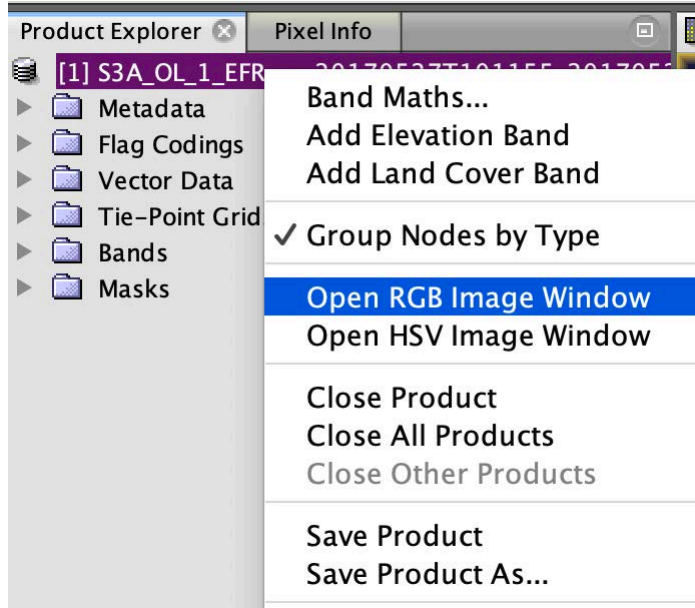 Product Explorer Pixel Info
[1] S3A_OL_1_EFR
Metadata
Flag Codings
Vector Data
Tie-Point Grid
Bands
Masks
Band Maths...
Add Elevation Band
Add Land Cover Band
✓ Group Nodes by Type
Open RGB Image Window
Open HSV Image Window
Close Product
Close All Products
Close Other Products
Save Product
Save Product As...